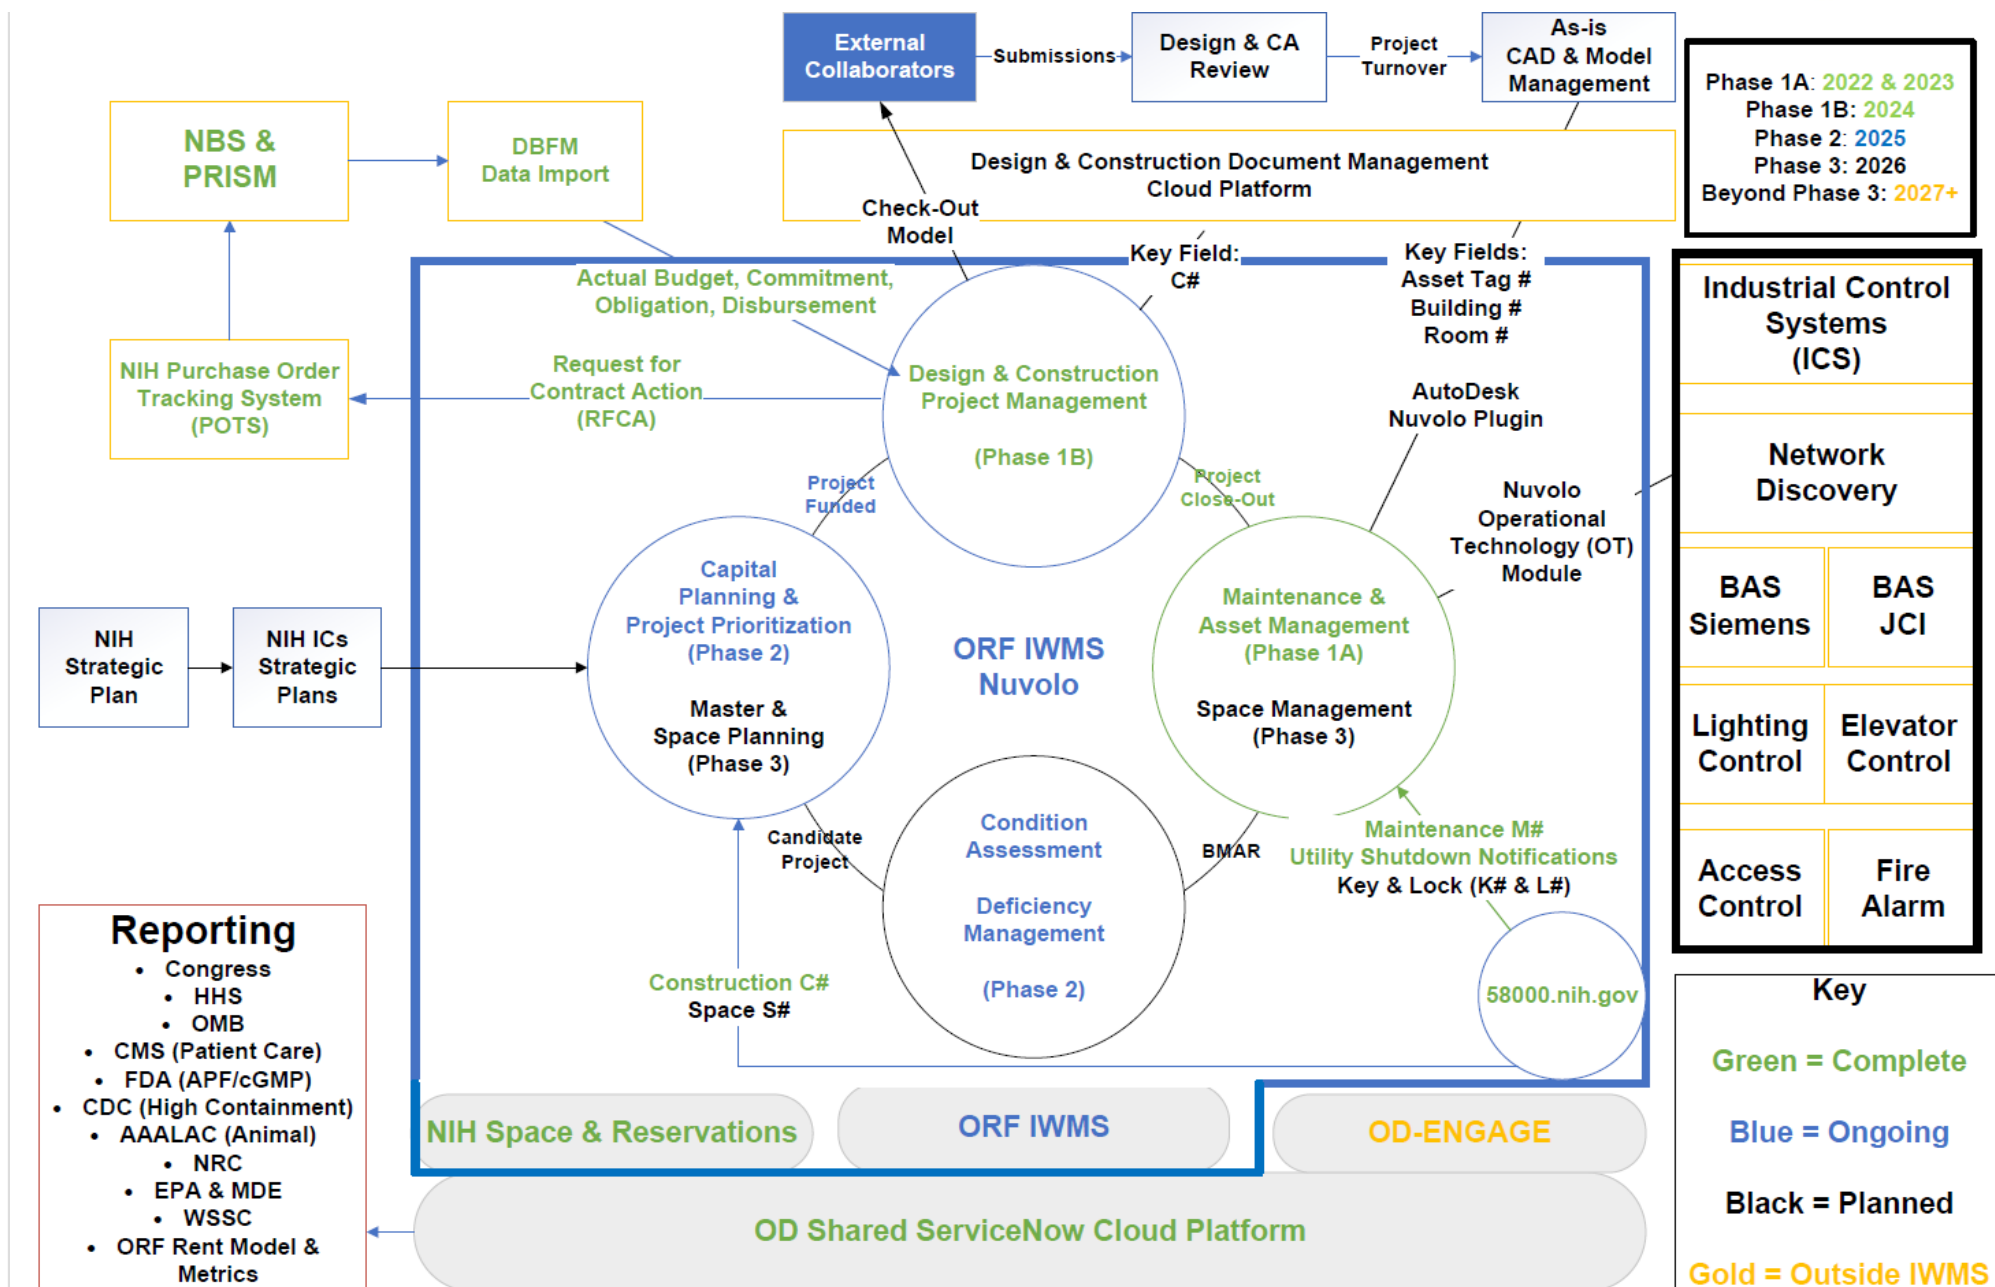 External
Collaborators
Submissions
Design & CA
Review
Project
Turnover
As-is
CAD & Model
Management
Phase 1A: 2022 & 2023
Phase 1B: 2024
Phase 2: 2025
Phase 3: 2026
Beyond Phase 3: 2027+
NBS &
PRISM
DBFM
Data Import
Design & Construction Document Management
Cloud Platform
Check-Out
Model
Key Field:
C#
Key Fields:
Asset Tag #
Building #
Room #
Actual Budget, Commitment,
Obligation, Disbursement
NIH Purchase Order
Tracking System
(POTS)
Request for
Contract Action
(RFCA)
Design & Construction
Project Management
(Phase 1B)
AutoDesk
Nuvolo Plugin
Project
Funded
Project
Close-Out
Nuvolo
Operational
Technology (OT)
Module
Industrial Control
Systems
(ICS)
Network
Discovery
BAS
Siemens
BAS
JCI
Lighting
Control
Elevator
Control
Access
Control
Fire
Alarm
NIH
Strategic
Plan
NIH ICs
Strategic
Plans
Capital
Planning &
Project Prioritization
(Phase 2)
Master &
Space Planning
(Phase 3)
ORF IWMS
Nuvolo
Maintenance &
Asset Management
(Phase 1A)
Space Management
(Phase 3)
Candidate
Project
Condition
Assessment
Deficiency
Management
(Phase 2)
BMAR
Maintenance M#
Utility Shutdown Notifications
Key & Lock (K# & L#)
Construction C#
Space S#
58000.nih.gov
Reporting
• Congress
• HHS
• OMB
• CMS (Patient Care)
• FDA (APF/cGMP)
• CDC (High Containment)
• AAALAC (Animal)
• NRC
• EPA & MDE
• WSSC
• ORF Rent Model &
Metrics
NIH Space & Reservations
ORF IWMS
OD-ENGAGE
OD Shared ServiceNow Cloud Platform
Key
Green = Complete
Blue = Ongoing
Black = Planned
Gold = Outside IWMS